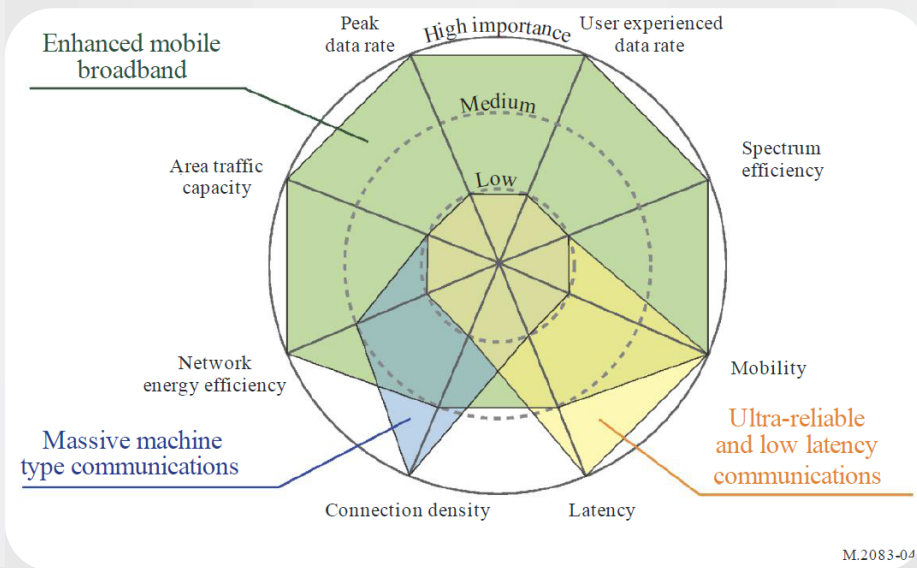 Peak
data rate
High importance
User experienced
data rate
Enhanced mobile
broadband
Medium
Area traffic
capacity
Low
Spectrum
efficiency
Network
energy efficiency
Mobility
Massive machine
type communications
Ultra-reliable
and low latency
communications
Connection density
Latency
M.2083-04